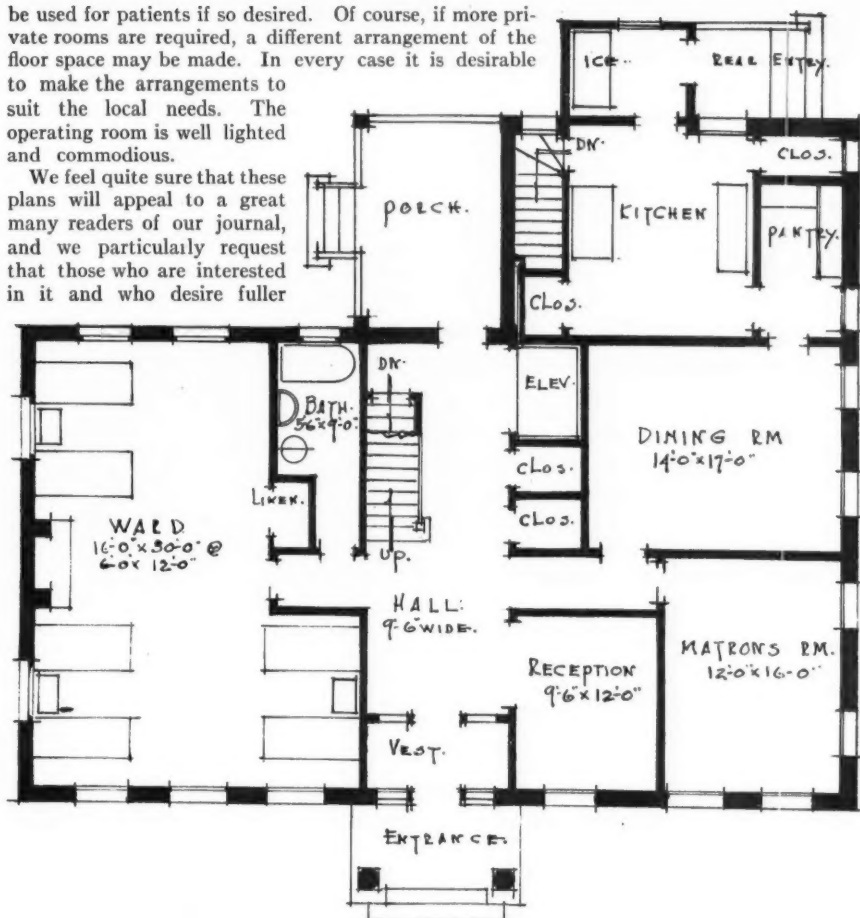 be used for patients if so desired. Of course, if more pri-
vate rooms are required, a different arrangement of the
floor space may be made. In every case it is desirable
to make the arrangements to
suit the local needs. The
operating room is well lighted
and commodious.
We feel quite sure that these
plans will appeal to a great
many readers of our journal,
and we particularly request
that those who are interested
in it and who desire fuller
ICE.
REAR ENTRY.
DN.
CLOS.
PORCH.
KITCHEN
PANTRY.
CLOS.
DN.
ELEV.
BATH.
5'6" x 9'-0"
DINING RM
14'-0" x 17'-0"
CLOS.
LINEN.
CLOS.
WARD
16'-0" x 30'-0" @
6'-0 x 12'-0"
UP.
HALL:
9'-6" WIDE.
RECEPTION
9'-6" x 12'-0"
MATRONS RM.
12'-0" x 16'-0"
VEST.
ENTRANCE.